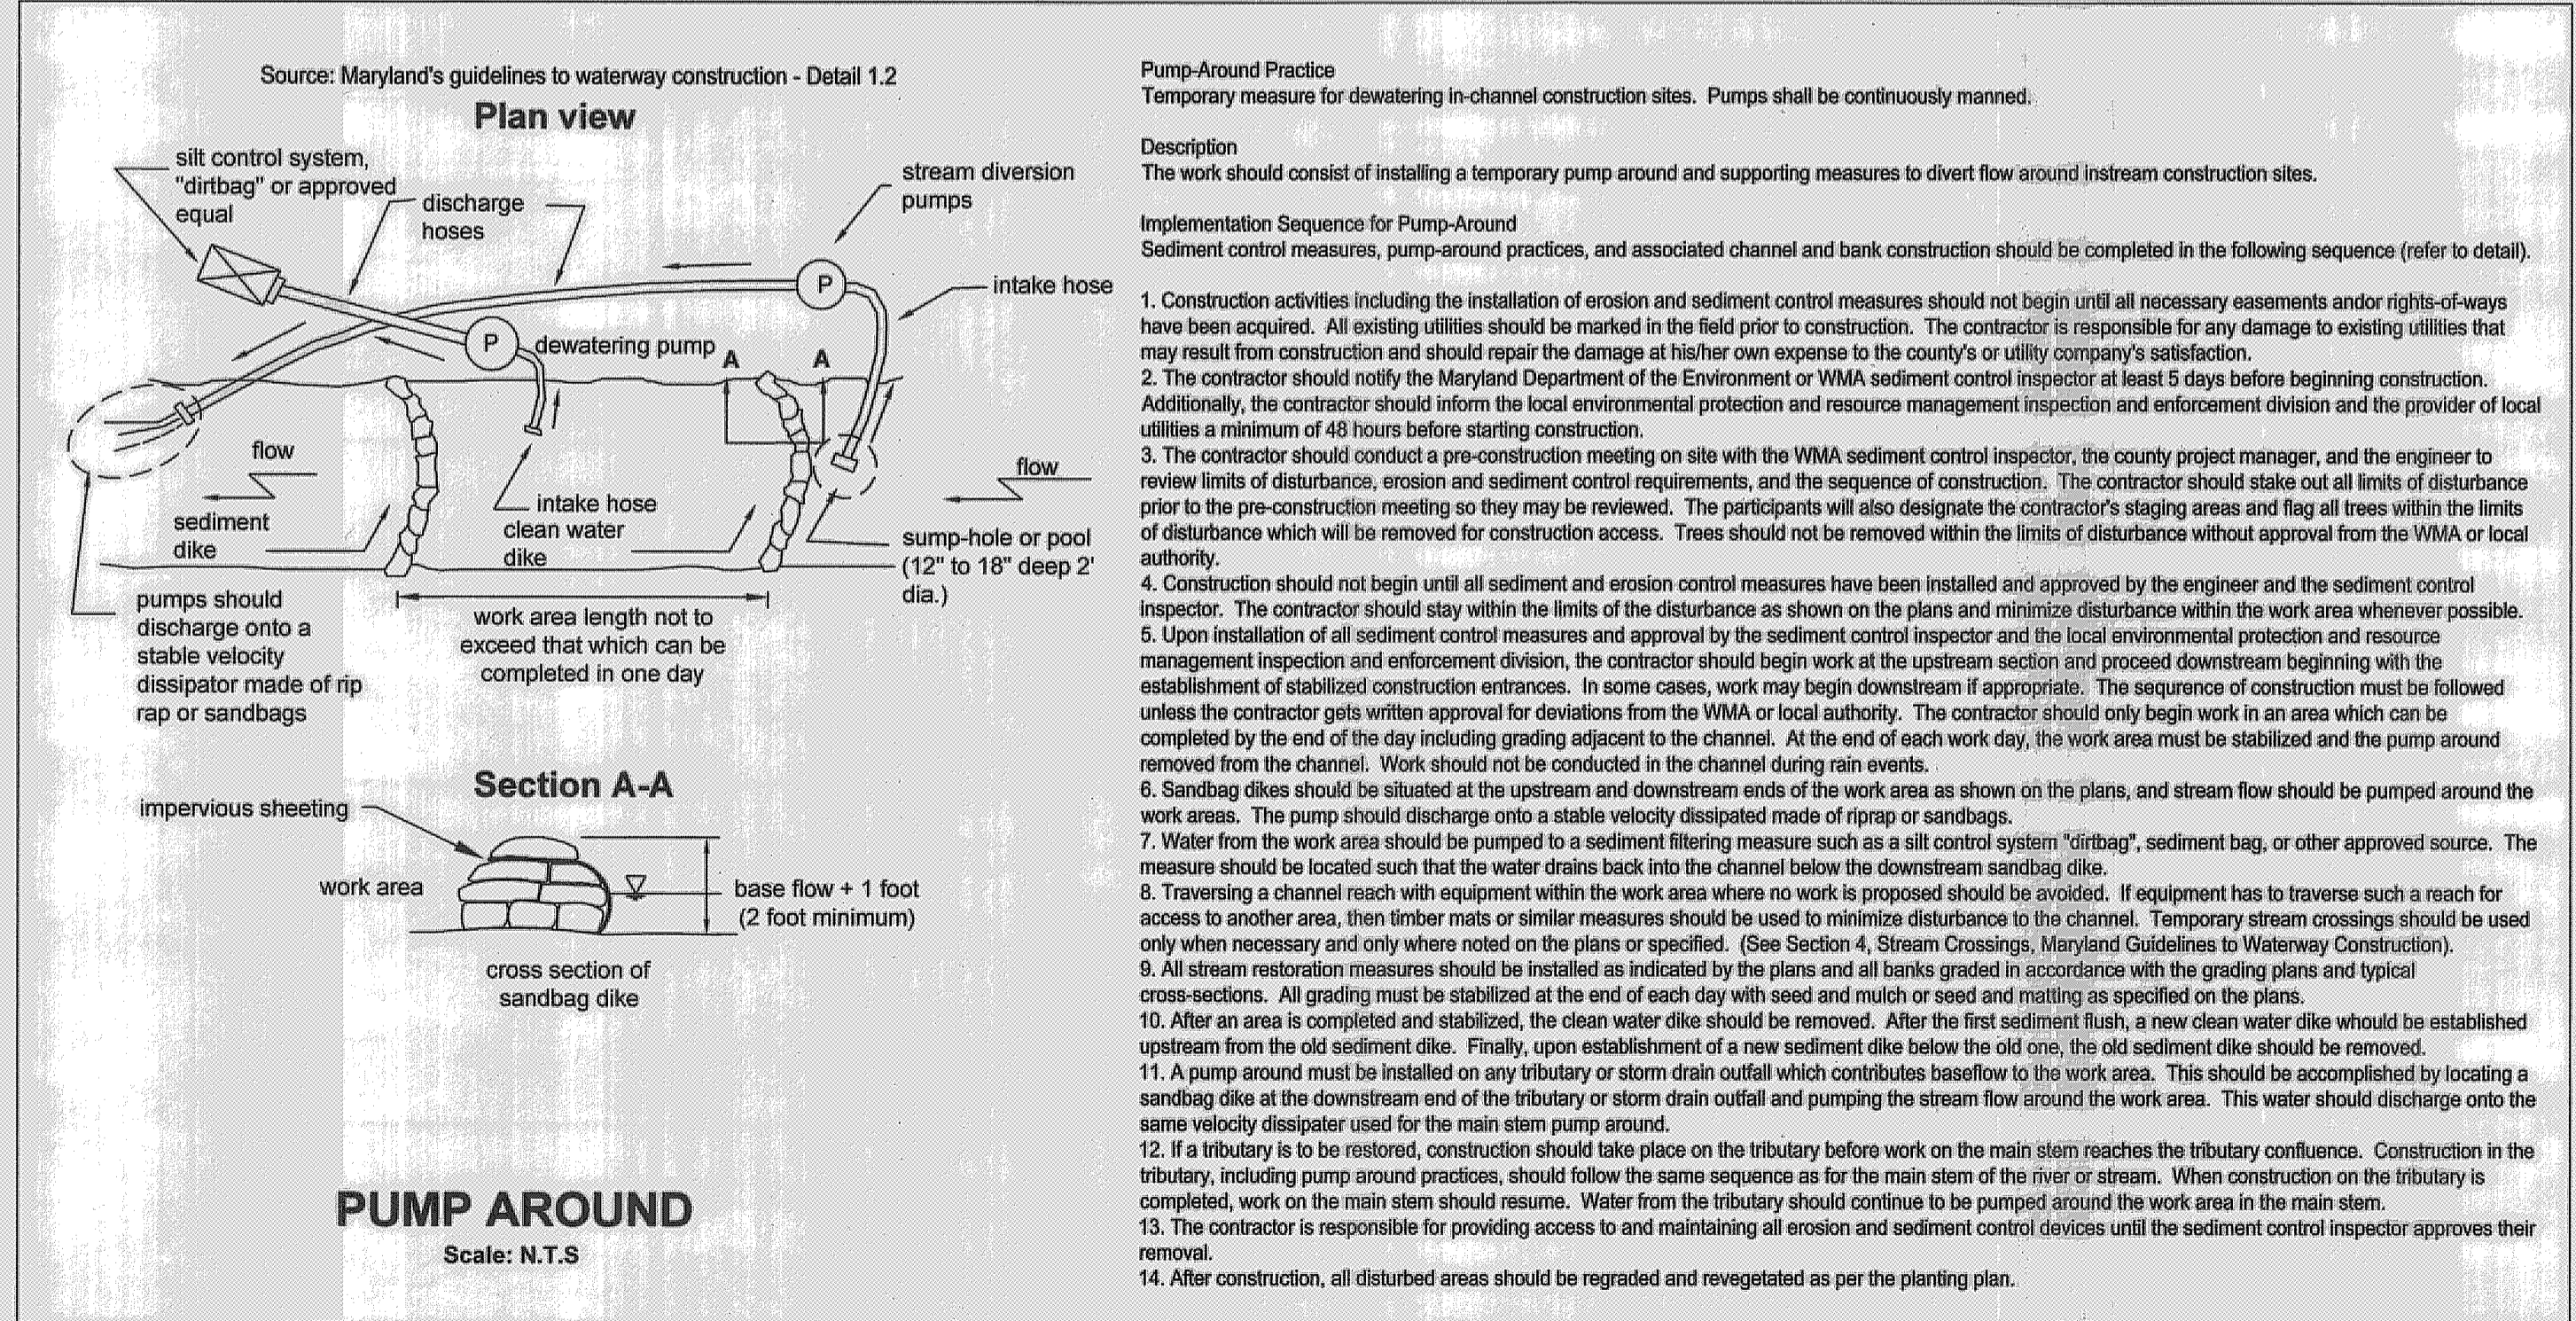 Source: Maryland's guidelines to waterway construction - Detail 1.2
Plan view
silt control system,
"dirtbag" or approved
equal
discharge
hoses
stream diversion
pumps
P
intake hose
P
dewatering pump
A
A
flow
flow
intake hose
sediment
dike
clean water
dike
sump-hole or pool
(12" to 18" deep 2'
dia.)
pumps should
discharge onto a
stable velocity
dissipator made of rip
rap or sandbags
work area length not to
exceed that which can be
completed in one day
Section A-A
impervious sheeting
work area
base flow + 1 foot
(2 foot minimum)
cross section of
sandbag dike
PUMP AROUND
Scale: N.T.S
Pump-Around Practice
Temporary measure for dewatering in-channel construction sites. Pumps shall be continuously manned.
Description
The work should consist of installing a temporary pump around and supporting measures to divert flow around instream construction sites.
Implementation Sequence for Pump-Around
Sediment control measures, pump-around practices, and associated channel and bank construction should be completed in the following sequence (refer to detail).
1. Construction activities including the installation of erosion and sediment control measures should not begin until all necessary easements andor rights-of-ways
have been acquired. All existing utilities should be marked in the field prior to construction. The contractor is responsible for any damage to existing utilities that
may result from construction and should repair the damage at his/her own expense to the county's or utility company's satisfaction.
2. The contractor should notify the Maryland Department of the Environment or WMA sediment control inspector at least 5 days before beginning construction.
Additionally, the contractor should inform the local environmental protection and resource management inspection and enforcement division and the provider of local
utilities a minimum of 48 hours before starting construction.
3. The contractor should conduct a pre-construction meeting on site with the WMA sediment control inspector, the county project manager, and the engineer to
review limits of disturbance, erosion and sediment control requirements, and the sequence of construction. The contractor should stake out all limits of disturbance
prior to the pre-construction meeting so they may be reviewed. The participants will also designate the contractor's staging areas and flag all trees within the limits
of disturbance which will be removed for construction access. Trees should not be removed within the limits of disturbance without approval from the WMA or local
authority.
4. Construction should not begin until all sediment and erosion control measures have been installed and approved by the engineer and the sediment control
inspector. The contractor should stay within the limits of the disturbance as shown on the plans and minimize disturbance within the work area whenever possible.
5. Upon installation of all sediment control measures and approval by the sediment control inspector and the local environmental protection and resource
management inspection and enforcement division, the contractor should begin work at the upstream section and proceed downstream beginning with the
establishment of stabilized construction entrances. In some cases, work may begin downstream if appropriate. The sequrence of construction must be followed
unless the contractor gets written approval for deviations from the WMA or local authority. The contractor should only begin work in an area which can be
completed by the end of the day including grading adjacent to the channel. At the end of each work day, the work area must be stabilized and the pump around
removed from the channel. Work should not be conducted in the channel during rain events.
6. Sandbag dikes should be situated at the upstream and downstream ends of the work area as shown on the plans, and stream flow should be pumped around the
work areas. The pump should discharge onto a stable velocity dissipated made of riprap or sandbags.
7. Water from the work area should be pumped to a sediment filtering measure such as a silt control system "dirtbag", sediment bag, or other approved source. The
measure should be located such that the water drains back into the channel below the downstream sandbag dike.
8. Traversing a channel reach with equipment within the work area where no work is proposed should be avoided. If equipment has to traverse such a reach for
access to another area, then timber mats or similar measures should be used to minimize disturbance to the channel. Temporary stream crossings should be used
only when necessary and only where noted on the plans or specified. (See Section 4, Stream Crossings, Maryland Guidelines to Waterway Construction).
9. All stream restoration measures should be installed as indicated by the plans and all banks graded in accordance with the grading plans and typical
cross-sections. All grading must be stabilized at the end of each day with seed and mulch or seed and matting as specified on the plans.
10. After an area is completed and stabilized, the clean water dike should be removed. After the first sediment flush, a new clean water dike whould be established
upstream from the old sediment dike. Finally, upon establishment of a new sediment dike below the old one, the old sediment dike should be removed.
11. A pump around must be installed on any tributary or storm drain outfall which contributes baseflow to the work area. This should be accomplished by locating a
sandbag dike at the downstream end of the tributary or storm drain outfall and pumping the stream flow around the work area. This water should discharge onto the
same velocity dissipater used for the main stem pump around.
12. If a tributary is to be restored, construction should take place on the tributary before work on the main stem reaches the tributary confluence. Construction in the
tributary, including pump around practices, should follow the same sequence as for the main stem of the river or stream. When construction on the tributary is
completed, work on the main stem should resume. Water from the tributary should continue to be pumped around the work area in the main stem.
13. The contractor is responsible for providing access to and maintaining all erosion and sediment control devices until the sediment control inspector approves their
removal.
14. After construction, all disturbed areas should be regraded and revegetated as per the planting plan.